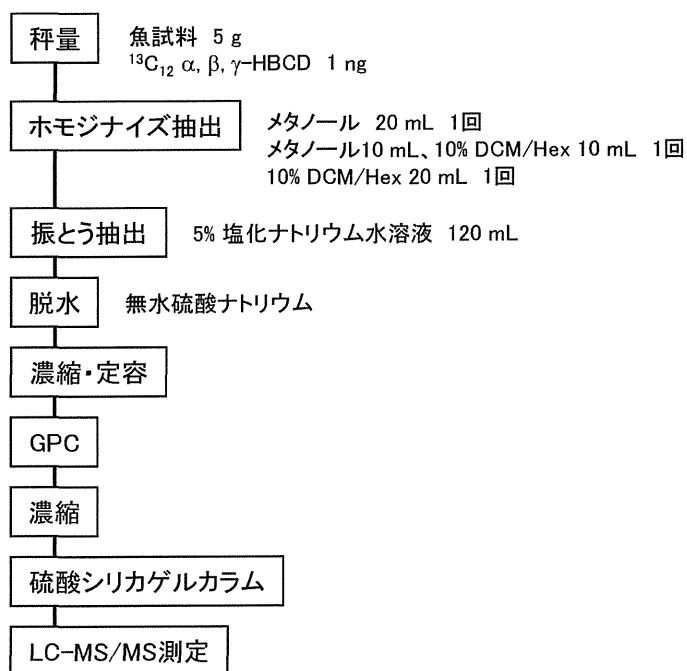 秤量
魚試料 5 g
¹³C₁₂ α, β, γ-HBCD 1 ng
ホモジナイズ抽出
メタノール 20 mL 1回
メタノール10 mL、10% DCM/Hex 10 mL 1回
10% DCM/Hex 20 mL 1回
振とう抽出
5% 塩化ナトリウム水溶液 120 mL
脱水
無水硫酸ナトリウム
濃縮・定容
GPC
濃縮
硫酸シリカゲルカラム
LC-MS/MS測定